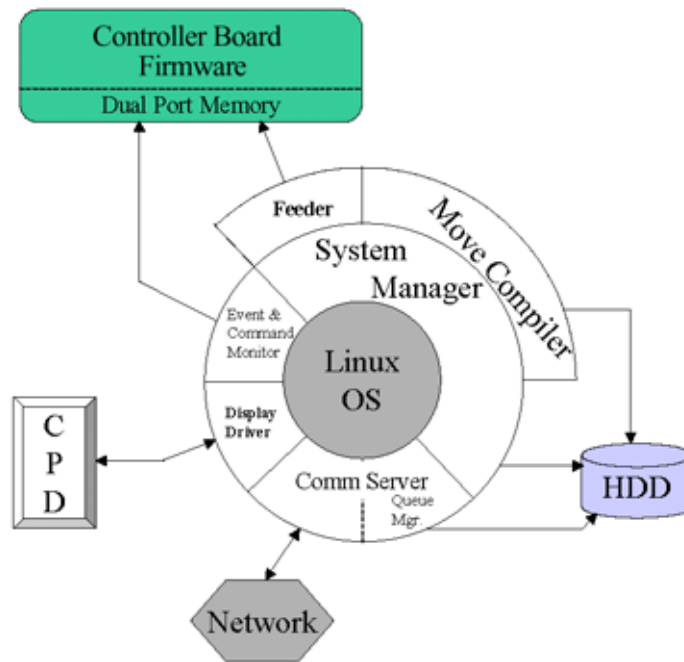 Controller Board
Firmware
Dual Port Memory
Feeder
Move Compiler
System
Manager
Event &
Command
Monitor
Linux
OS
Display
Driver
C
P
D
Comm Server
Queue
Mgr.
HDD
Network